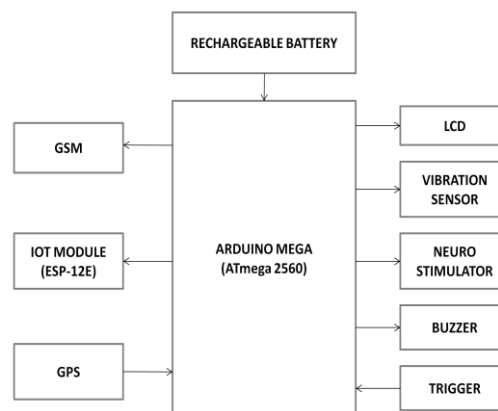 RECHARGEABLE BATTERY
GSM
IOT MODULE
(ESP-12E)
GPS
ARDUINO MEGA
(ATmega 2560)
LCD
VIBRATION
SENSOR
NEURO
STIMULATOR
BUZZER
TRIGGER